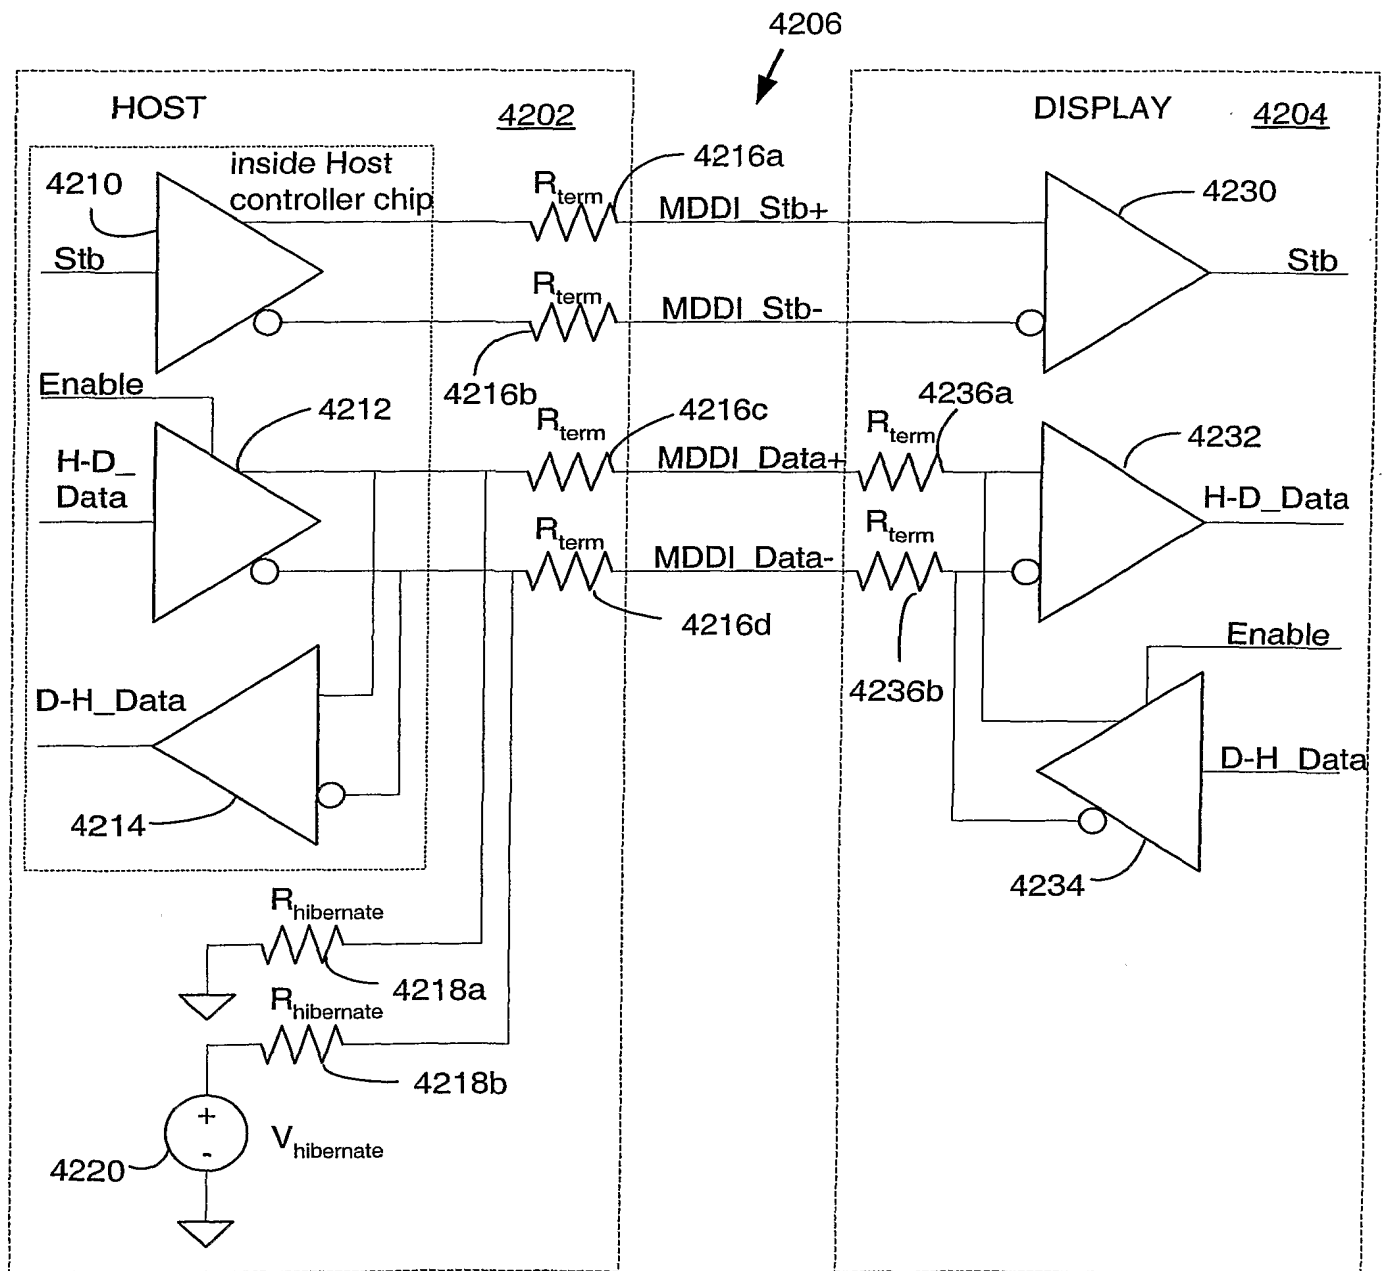 4206
HOST
4202
DISPLAY
4204
inside Host
controller chip
4210
Stb
Rterm
4216a
MDDI_Stb+
4230
Stb
Rterm
MDDI_Stb-
4216b
Enable
4212
H-D_
Data
Rterm
4216c
MDDI_Data+
Rterm
4236a
4232
H-D_Data
Rterm
MDDI_Data-
Rterm
4216d
4236b
Enable
D-H_Data
4214
D-H_Data
4234
Rhibernate
4218a
Rhibernate
4218b
+
-
Vhibernate
4220